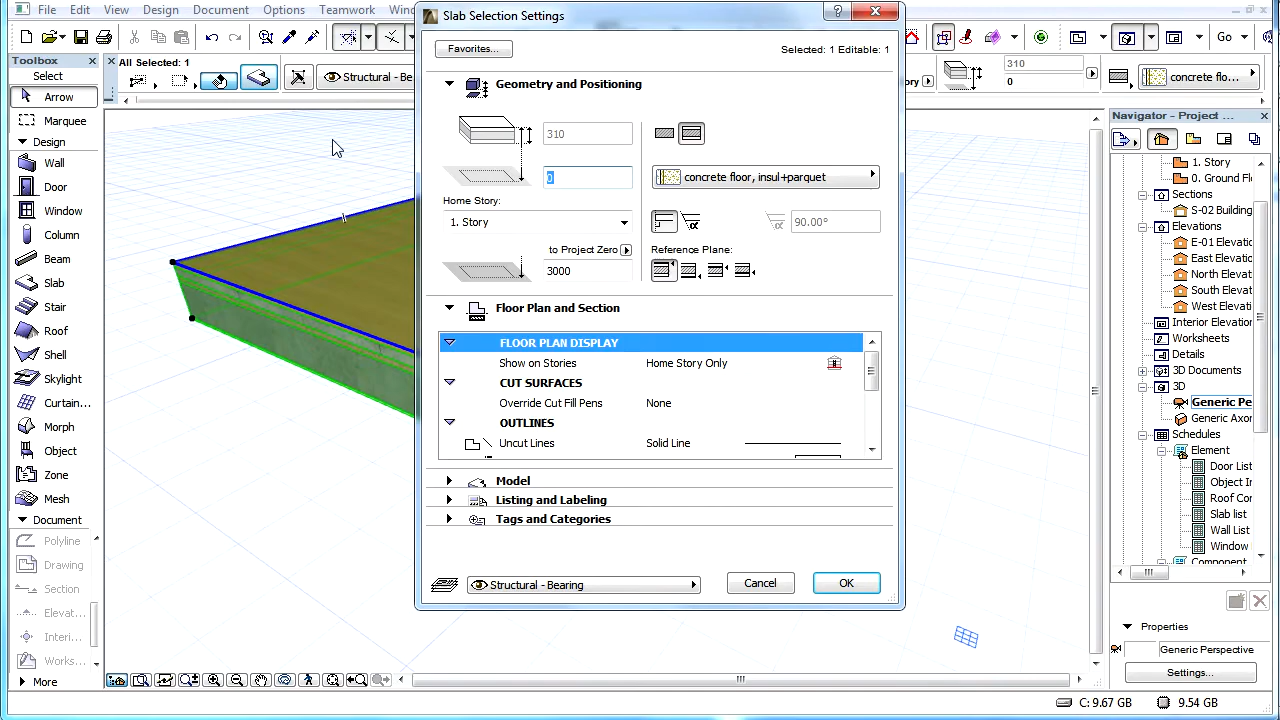 File Edit View Design Document Options Teamwork
Slab Selection Settings
Favorites...
Selected: 1 Editable: 1
Toolbox
Select
Arrow
Marquee
Design
Wall
Door
Window
Column
Beam
Slab
Stair
Roof
Shell
Skylight
Curtain...
Morph
Object
Zone
Mesh
Document
Polyline
Drawing
Section
Elevat...
Interi...
Works...
More
All Selected: 1
Structural - Be
Geometry and Positioning
310
0
Home Story:
1. Story
to Project Zero
3000
concrete floor, insul+parquet
90.00°
Reference Plane:
Floor Plan and Section
FLOOR PLAN DISPLAY
Show on Stories Home Story Only
CUT SURFACES
Override Cut Fill Pens None
OUTLINES
Uncut Lines Solid Line
Model
Listing and Labeling
Tags and Categories
Structural - Bearing
Cancel
OK
Go
310
0
concrete flo...
Navigator - Project ...
1. Story
0. Ground Fl
Sections
S-02 Building
Elevations
E-01 Elevatio
East Elevatio
North Elevat
South Elevat
West Elevati
Interior Elevation
Worksheets
Details
3D Documents
3D
Generic Pe
Generic Axor
Schedules
Element
Door List
Object In
Roof Cor
Slab list
Wall List
Window
Component
Properties
Generic Perspective
Settings...
C: 9.67 GB
9.54 GB